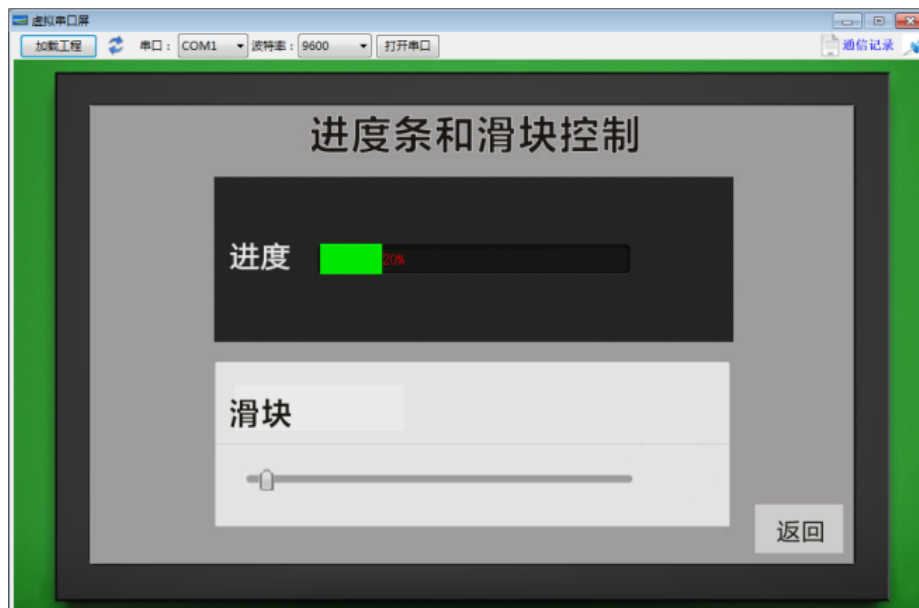 虚拟串口屏
加载工程 串口： COM1 波特率： 9600 打开串口 通信记录
进度条和滑块控制
进度 20%
滑块
返回